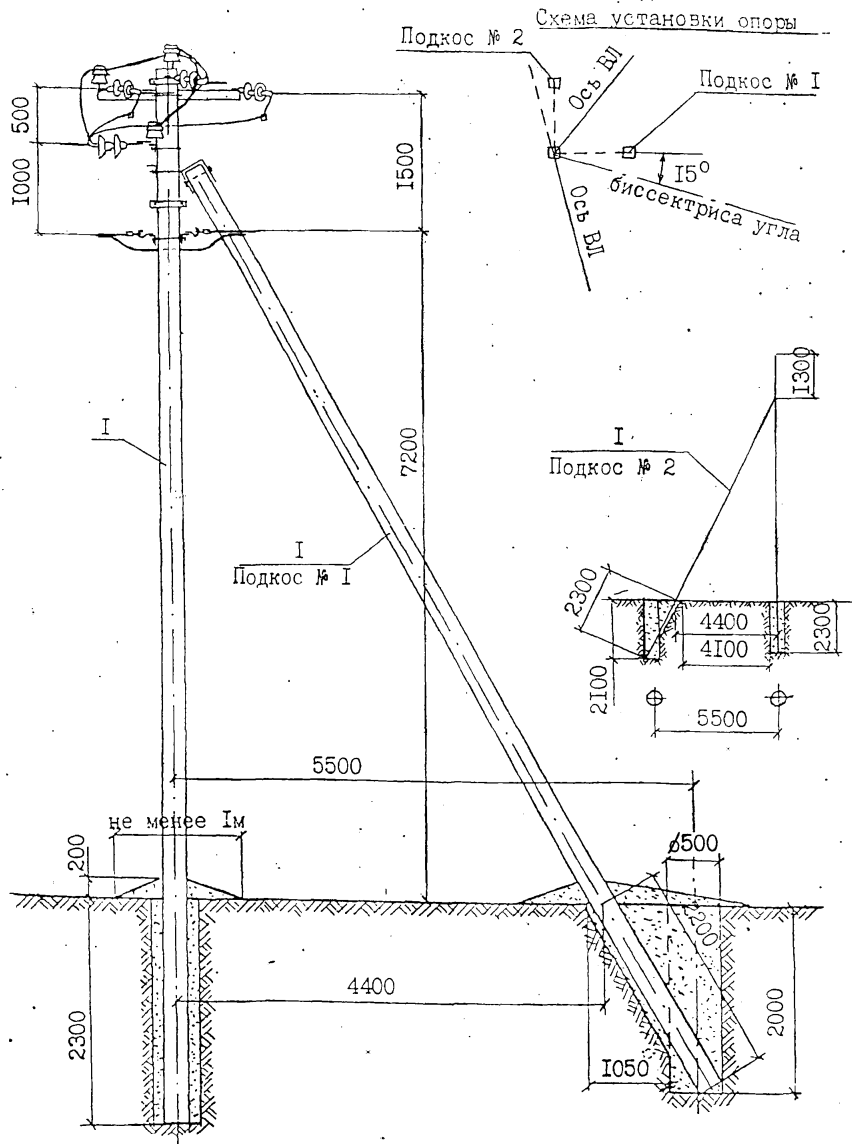 Схема установки опоры
Подкос № 2
Ось ВЛ
Подкос № I
I5°
биссектриса угла
Ось ВЛ
500
I000
I500
I300
I
Подкос № 2
I
7200
I
Подкос № I
2300
4400
4I00
2300
2I00
5500
5500
не менее Iм
200
ϕ500
4400
2300
I050
2000